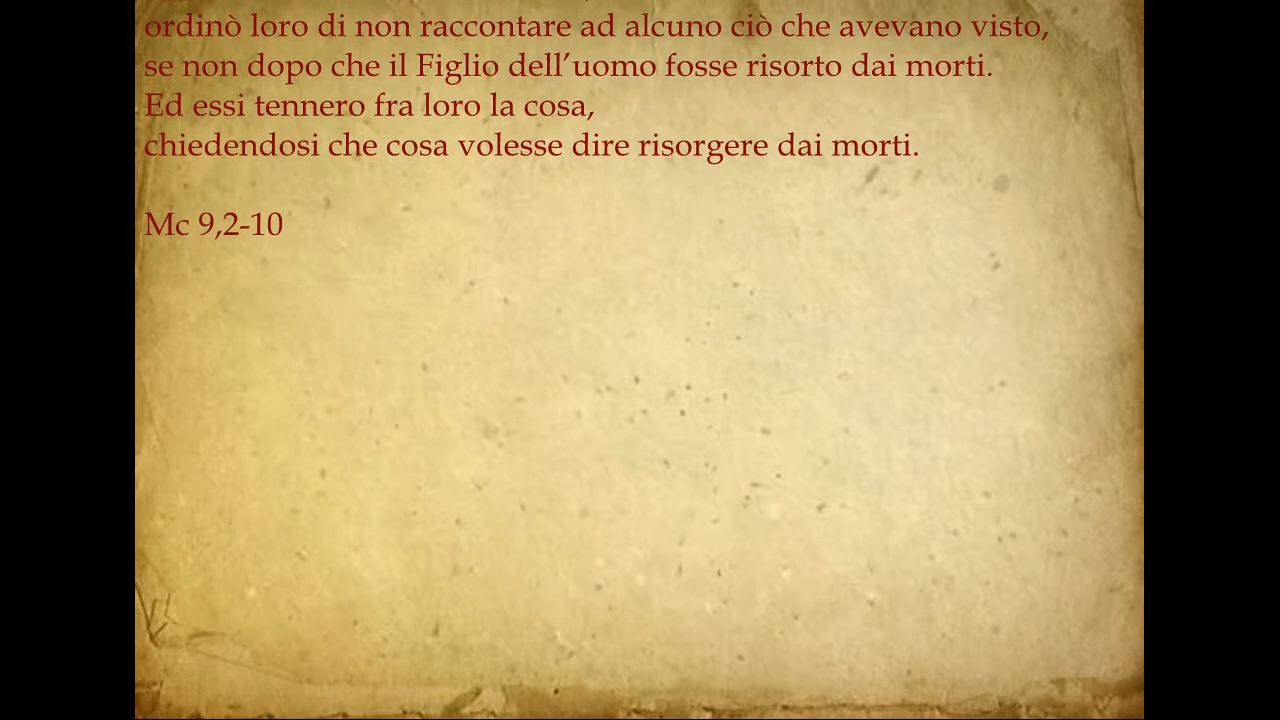 ordinò loro di non raccontare ad alcuno ciò che avevano visto,
se non dopo che il Figlio dell’uomo fosse risorto dai morti.
Ed essi tennero fra loro la cosa,
chiedendosi che cosa volesse dire risorgere dai morti.
Mc 9,2-10